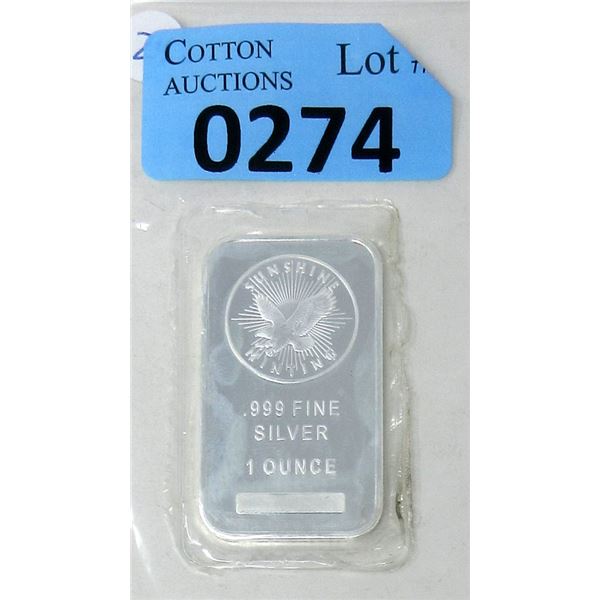 COTTON
AUCTIONS
Lot
0274
SUNSHINE
MINTING
.999 FINE
SILVER
1 OUNCE